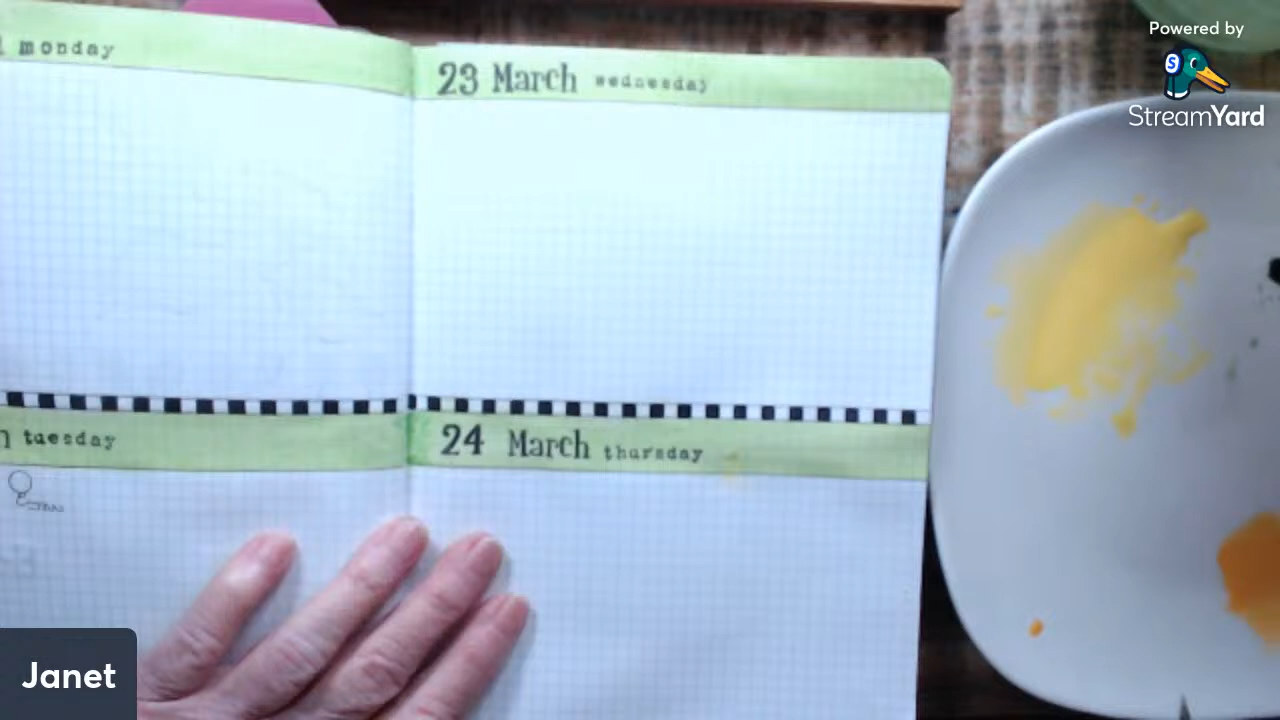 monday
23 March wednesday
tuesday
24 March thursday
Powered by
StreamYard
Janet